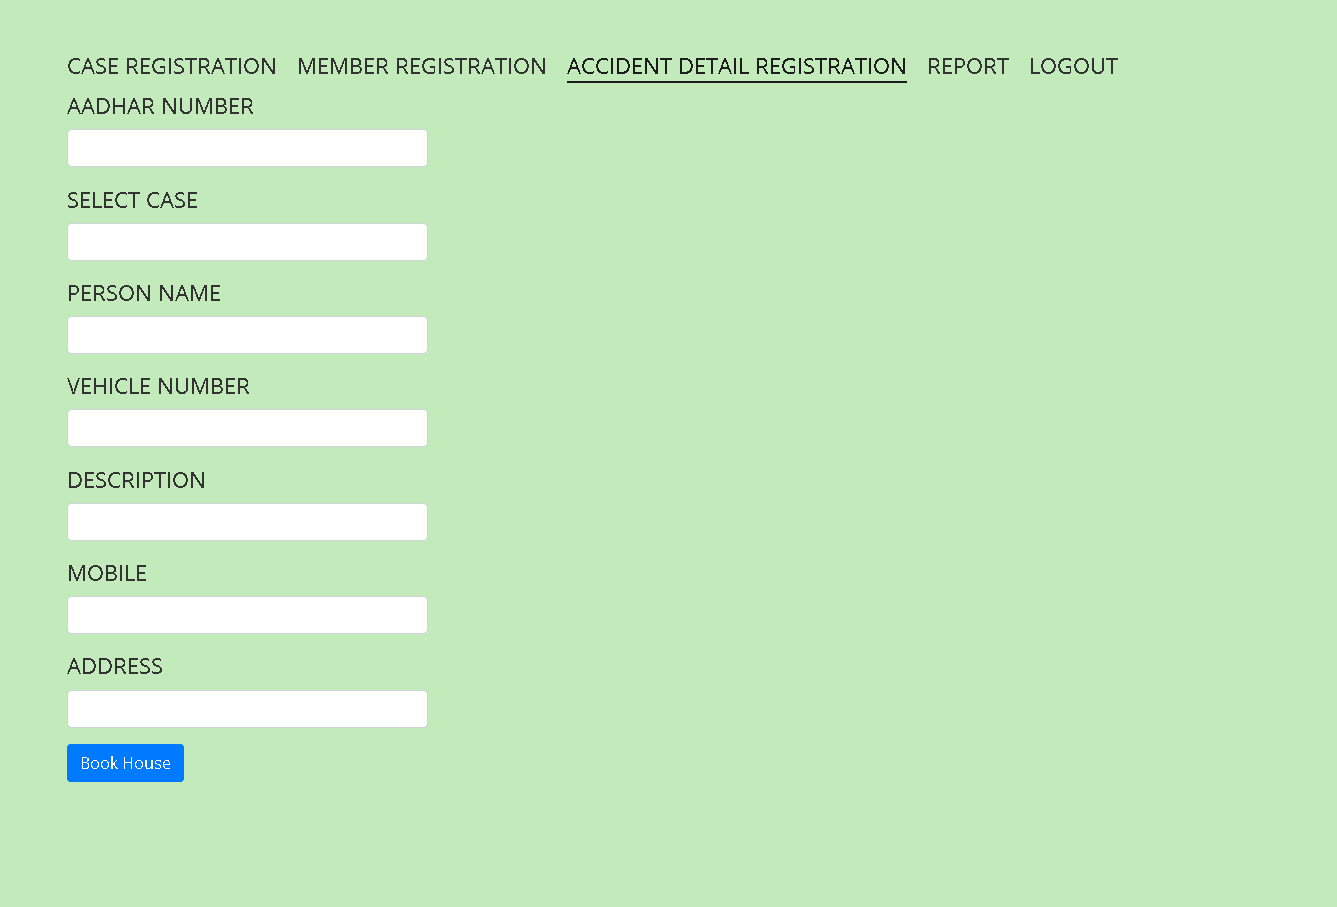 CASE REGISTRATION MEMBER REGISTRATION ACCIDENT DETAIL REGISTRATION REPORT LOGOUT
AADHAR NUMBER
SELECT CASE
PERSON NAME
VEHICLE NUMBER
DESCRIPTION
MOBILE
ADDRESS
Book House